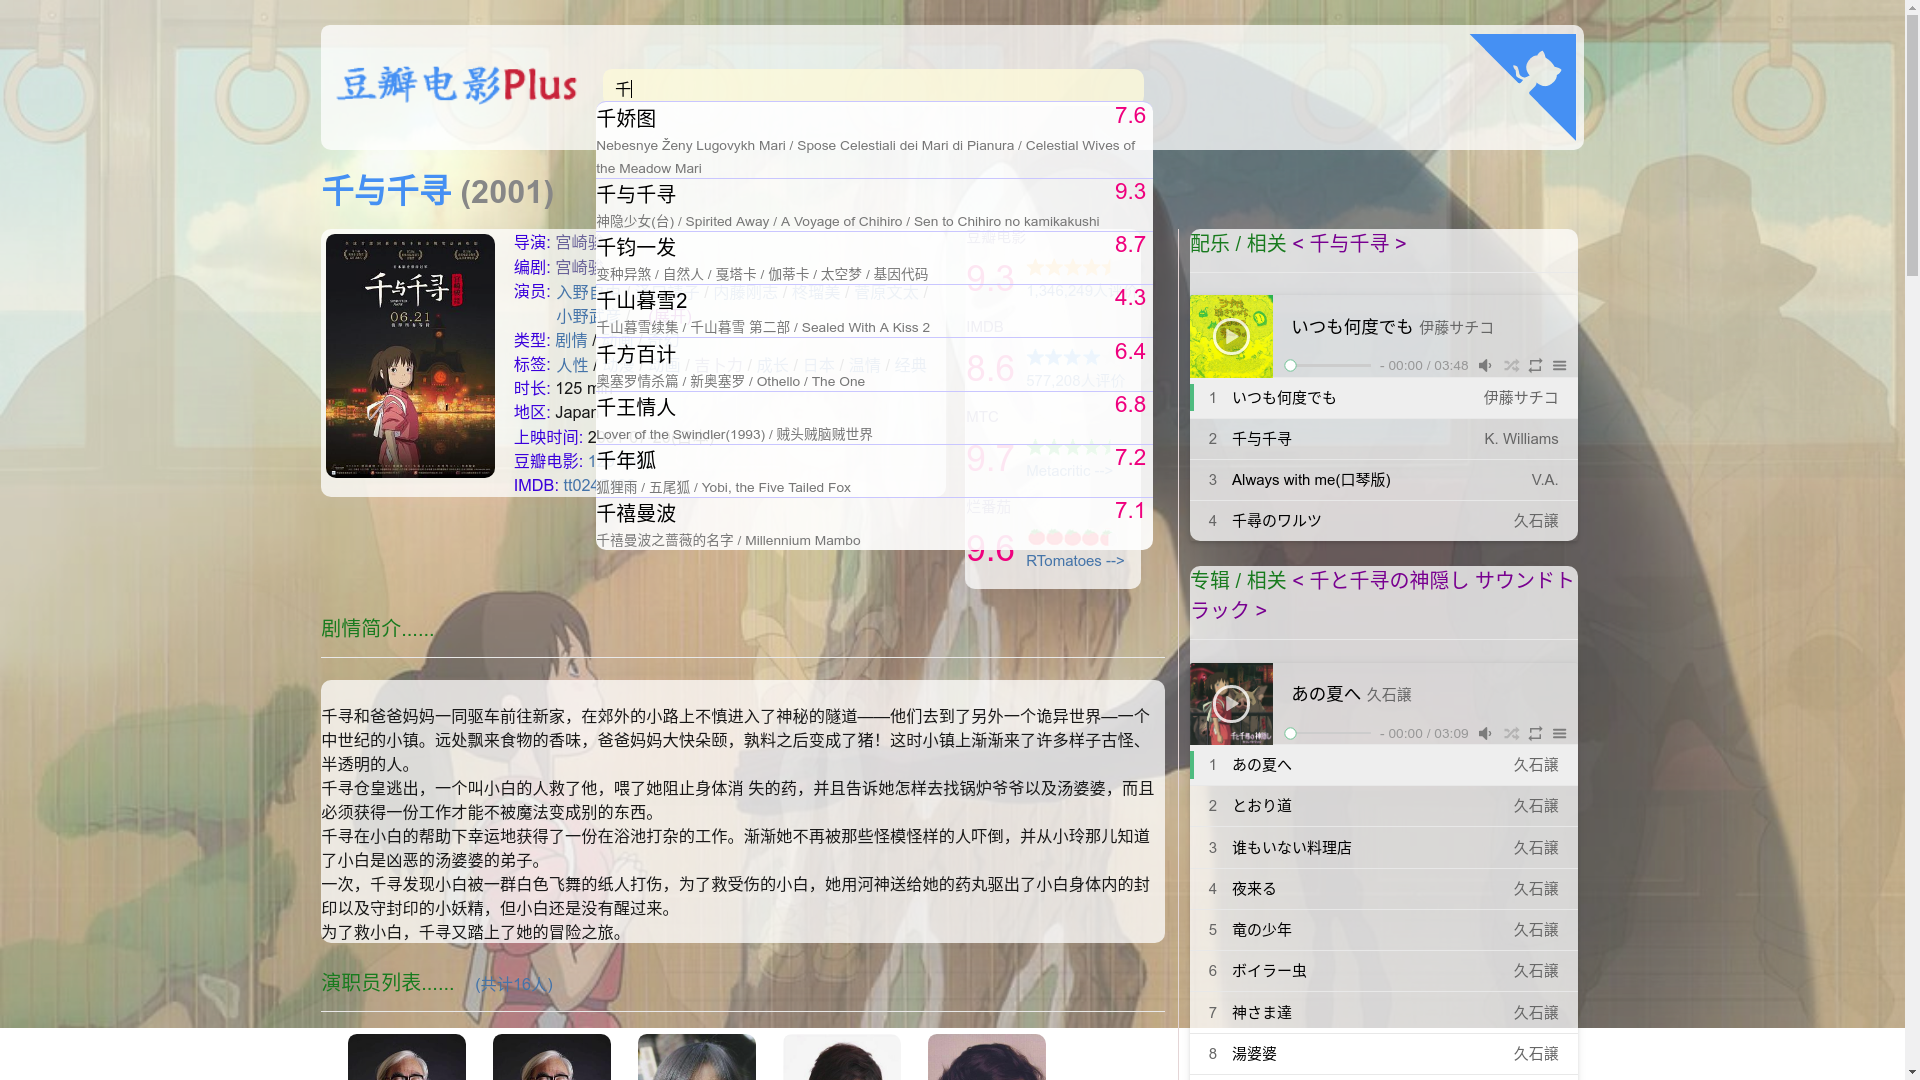 豆瓣电影Plus
千
千娇图 7.6
Nebesnye Ženy Lugovykh Mari / Spose Celestiali dei Mari di Pianura / Celestial Wives of
the Meadow Mari
千与千寻 9.3
神隐少女(台) / Spirited Away / A Voyage of Chihiro / Sen to Chihiro no kamikakushi
千钧一发 8.7
变种异煞 / 自然人 / 戛塔卡 / 伽蒂卡 / 太空梦 / 基因代码
千山暮雪2 4.3
千山暮雪续集 / 千山暮雪 第二部 / Sealed With A Kiss 2
千方百计 6.4
奥塞罗情杀篇 / 新奥塞罗 / Othello / The One
千王情人 6.8
Lover of the Swindler(1993) / 贼头贼脑贼世界
千年狐 7.2
狐狸雨 / 五尾狐 / Yobi, the Five Tailed Fox
千禧曼波 7.1
千禧曼波之蔷薇的名字 / Millennium Mambo
千与千寻 (2001)
千与千寻
06.21
导演: 宫崎骏
编剧: 宫崎骏
演员: 入野自 / 内藤刚志 / 柊瑠美 / 菅原文太 /
小野武
类型: 剧情 /
标签: 人性 / 吉卜力 / 成长 / 日本 / 温情 / 经典
时长: 125 m
地区: Japan
上映时间: 2
豆瓣电影: 1
IMDB: tt024
豆瓣电影
9.3
1,346,249人评价
IMDB
8.6
577,208人评价
MTC
9.7
Metacritic -->
烂番茄
9.6
RTomatoes -->
剧情简介......
千寻和爸爸妈妈一同驱车前往新家，在郊外的小路上不慎进入了神秘的隧道——他们去到了另外一个诡异世界—一个
中世纪的小镇。远处飘来食物的香味，爸爸妈妈大快朵颐，孰料之后变成了猪！这时小镇上渐渐来了许多样子古怪、
半透明的人。
千寻仓皇逃出，一个叫小白的人救了他，喂了她阻止身体消 失的药，并且告诉她怎样去找锅炉爷爷以及汤婆婆，而且
必须获得一份工作才能不被魔法变成别的东西。
千寻在小白的帮助下幸运地获得了一份在浴池打杂的工作。渐渐她不再被那些怪模怪样的人吓倒，并从小玲那儿知道
了小白是凶恶的汤婆婆的弟子。
一次，千寻发现小白被一群白色飞舞的纸人打伤，为了救受伤的小白，她用河神送给她的药丸驱出了小白身体内的封
印以及守封印的小妖精，但小白还是没有醒过来。
为了救小白，千寻又踏上了她的冒险之旅。
演职员列表...... (共计16人)
配乐 / 相关 < 千与千寻 >
いつも何度でも 伊藤サチコ
- 00:00 / 03:48
1 いつも何度でも 伊藤サチコ
2 千与千寻 K. Williams
3 Always with me(口琴版) V.A.
4 千尋のワルツ 久石譲
专辑 / 相关 < 千と千寻の神隠し サウンドト
ラック >
あの夏へ 久石譲
- 00:00 / 03:09
1 あの夏へ 久石譲
2 とおり道 久石譲
3 谁もいない料理店 久石譲
4 夜来る 久石譲
5 竜の少年 久石譲
6 ボイラー虫 久石譲
7 神さま達 久石譲
8 湯婆婆 久石譲